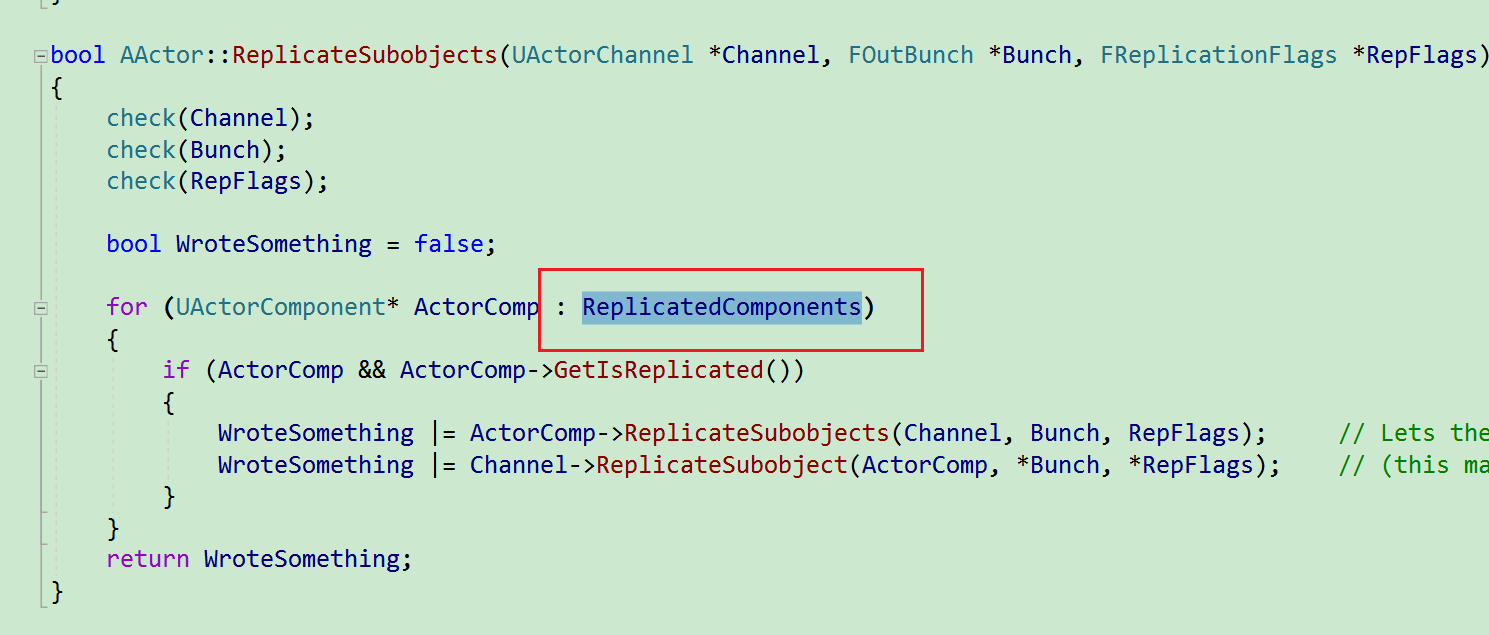 }
bool AActor::ReplicateSubobjects(UActorChannel *Channel, FOutBunch *Bunch, FReplicationFlags *RepFlags)
{
check(Channel);
check(Bunch);
check(RepFlags);
bool WroteSomething = false;
for (UActorComponent* ActorComp : ReplicatedComponents)
{
if (ActorComp && ActorComp->GetIsReplicated())
{
WroteSomething |= ActorComp->ReplicateSubobjects(Channel, Bunch, RepFlags); // Lets the
WroteSomething |= Channel->ReplicateSubobject(ActorComp, *Bunch, *RepFlags); // (this ma
}
}
return WroteSomething;
}